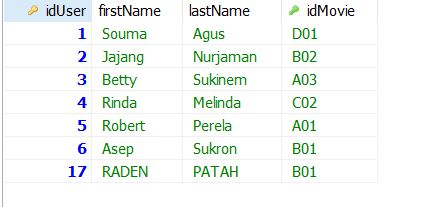 idUser firstName lastName idMovie
1 Souma Agus D01
2 Jajang Nurjaman B02
3 Betty Sukinem A03
4 Rinda Melinda C02
5 Robert Perela A01
6 Asep Sukron B01
17 RADEN PATAH B01